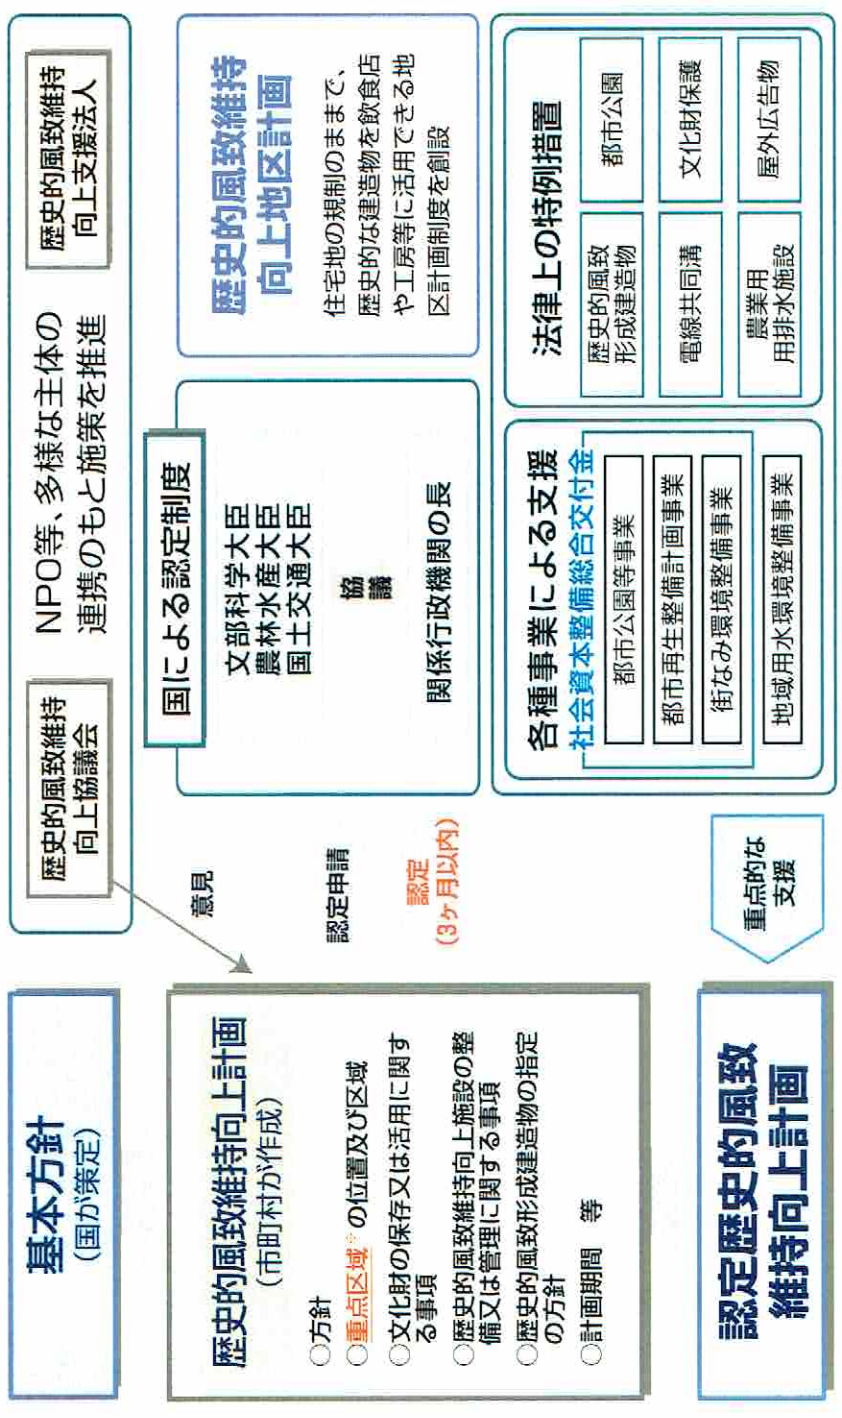 基本方針
(国が策定)
歴史的風致維持
向上協議会
NPO等、多様な主体の
連携のもと施策を推進
歴史的風致維持
向上支援法人
歴史的風致維持向上計画
(市町村が作成)
○方針
○重点区域※の位置及び区域
○文化財の保存又は活用に関す
る事項
○歴史的風致維持向上施設の整
備又は管理に関する事項
○歴史的風致形成建造物の指定
の方針
○計画期間 等
意見
認定申請
認定
(3ヶ月以内)
国による認定制度
文部科学大臣
農林水産大臣
国土交通大臣
協議
関係行政機関の長
歴史的風致維持
向上地区計画
住宅地の規制のままで、
歴史的な建造物を飲食店
や工房等に活用できる地
区計画制度を創設
認定歴史的風致
維持向上計画
重点的な
支援
各種事業による支援
社会資本整備総合交付金
都市公園等事業
都市再生整備計画事業
街なみ環境整備事業
地域用水環境整備事業
法律上の特例措置
歴史的風致
形成建造物
都市公園
電線共同溝
文化財保護
農業用
用排水施設
屋外広告物